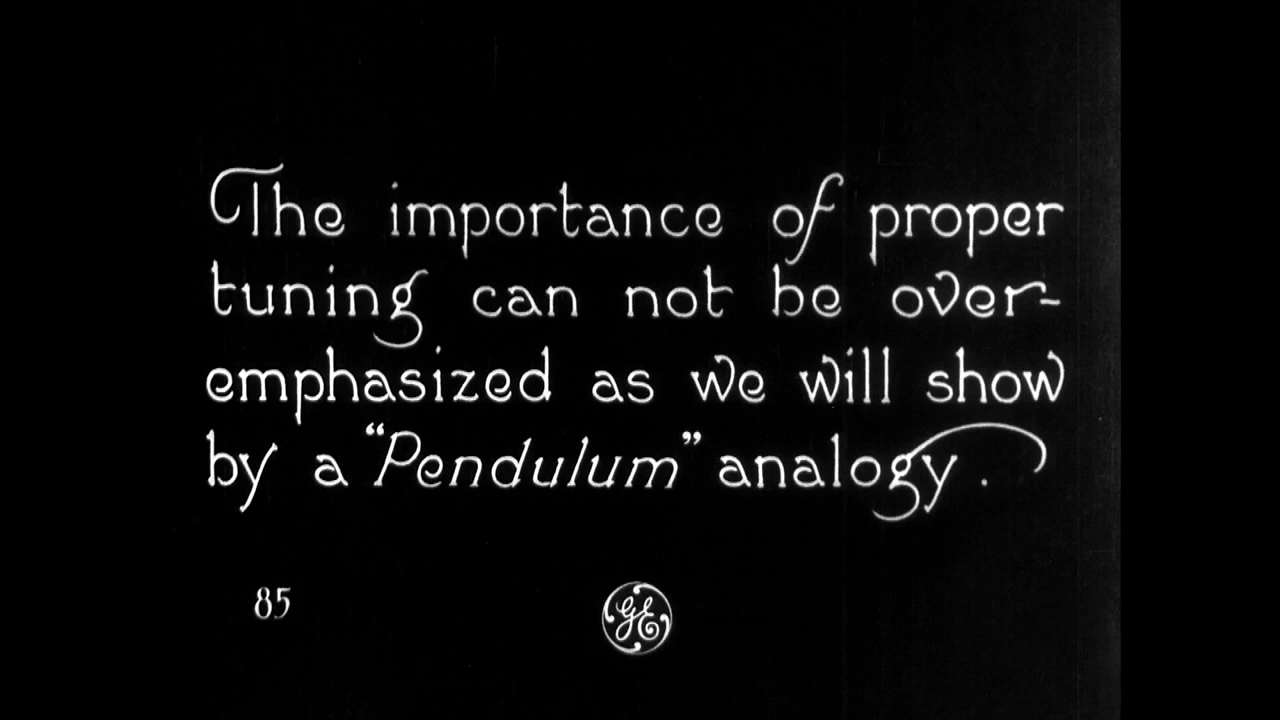 The importance of proper
tuning can not be over-
emphasized as we will show
by a “Pendulum” analogy.
85
GE